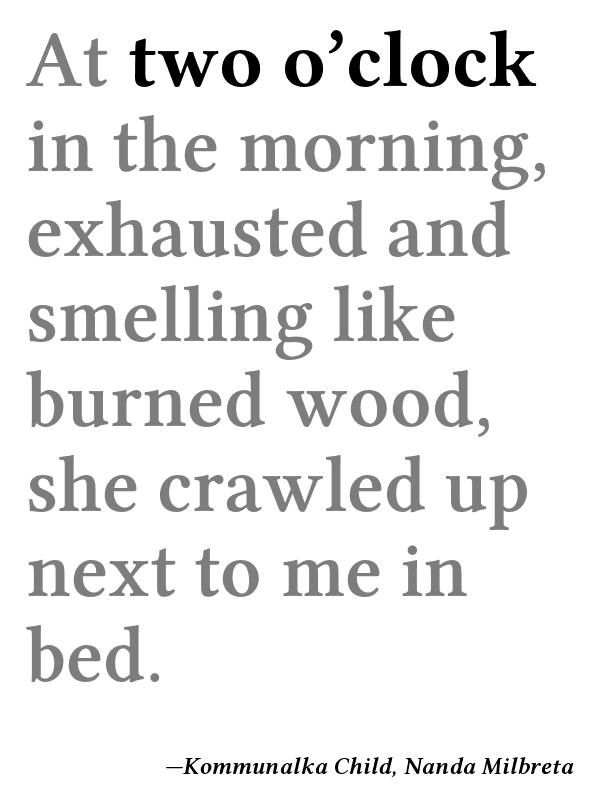 At two o’clock
in the morning,
exhausted and
smelling like
burned wood,
she crawled up
next to me in
bed.
—Kommunalka Child, Nanda Milbreta